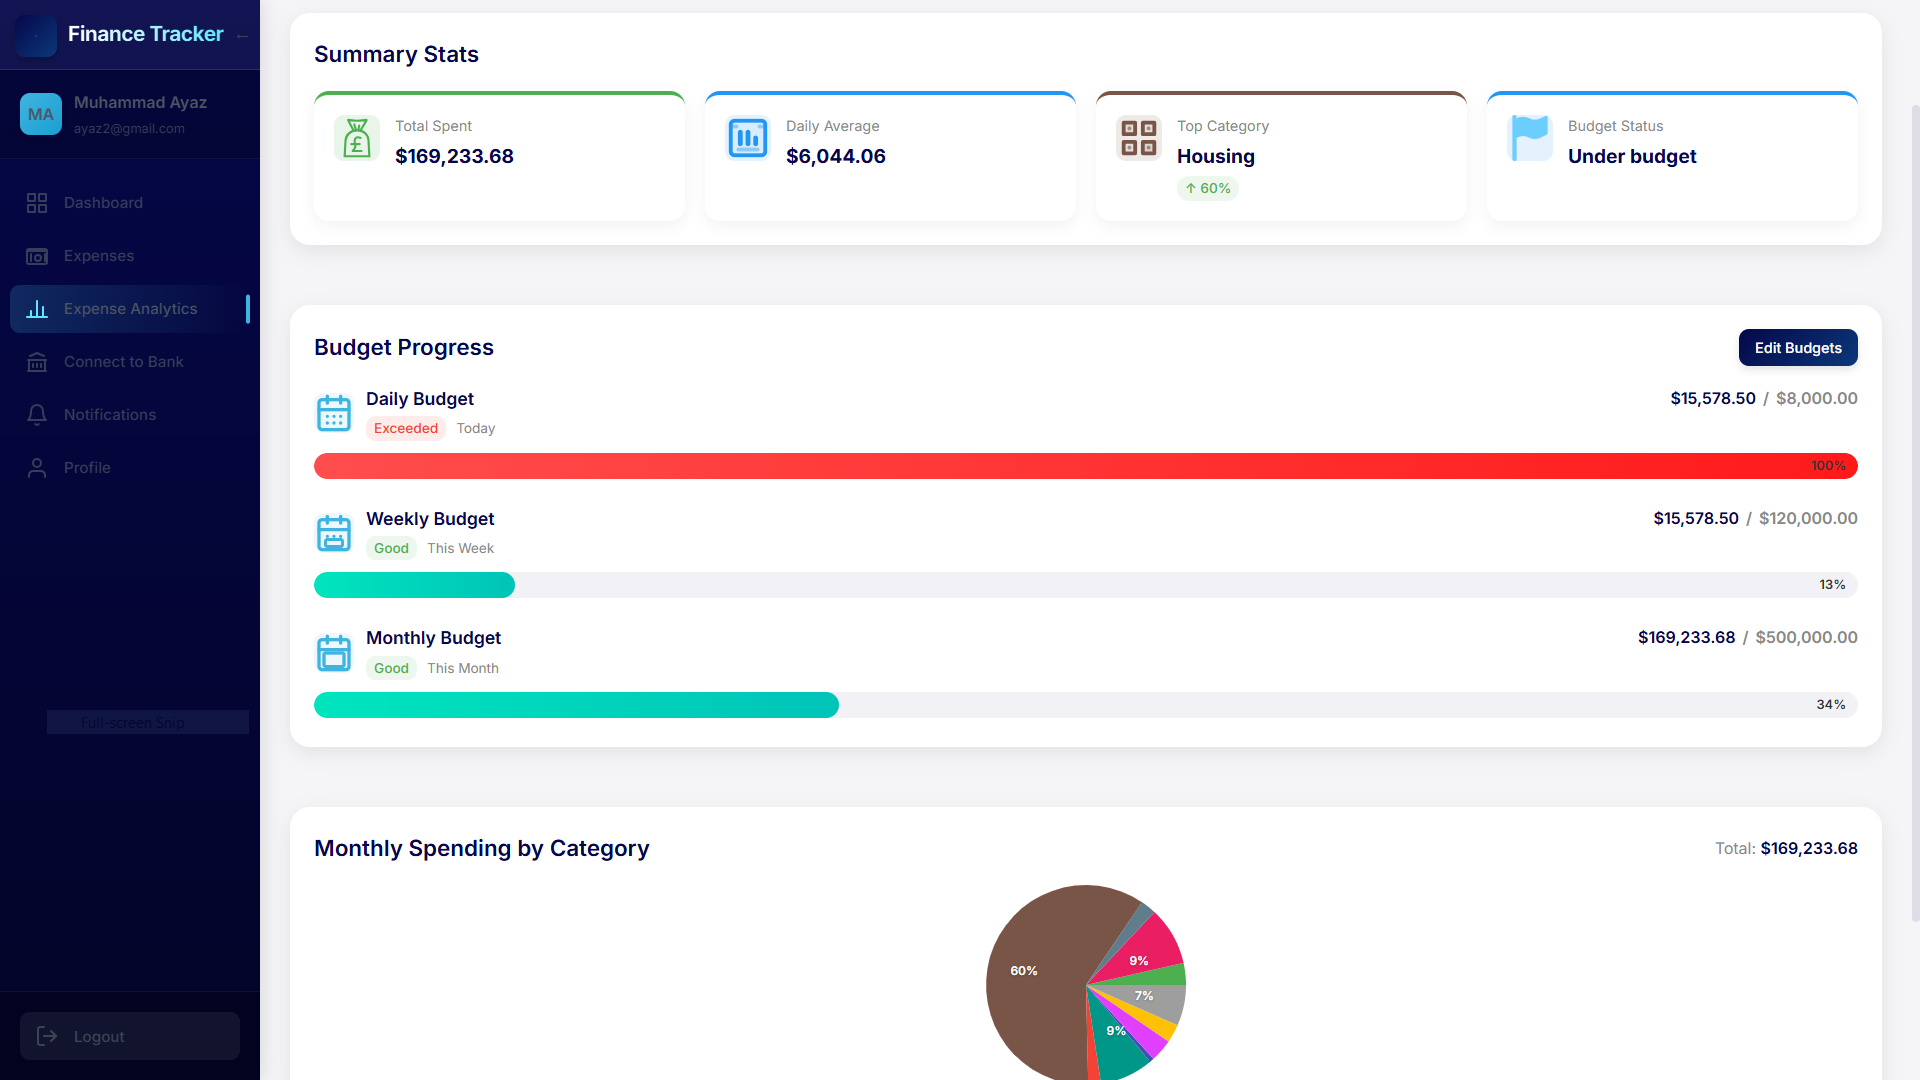 Finance Tracker ←
MA
Muhammad Ayaz
ayaz2@gmail.com
Dashboard
Expenses
Expense Analytics
Connect to Bank
Notifications
Profile
Full-screen Snip
Logout
Summary Stats
Total Spent
$169,233.68
Daily Average
$6,044.06
Top Category
Housing
↑ 60%
Budget Status
Under budget
Budget Progress
Edit Budgets
Daily Budget
$15,578.50 / $8,000.00
Exceeded Today
100%
Weekly Budget
$15,578.50 / $120,000.00
Good This Week
13%
Monthly Budget
$169,233.68 / $500,000.00
Good This Month
34%
Monthly Spending by Category
Total: $169,233.68
9%
60%
7%
9%